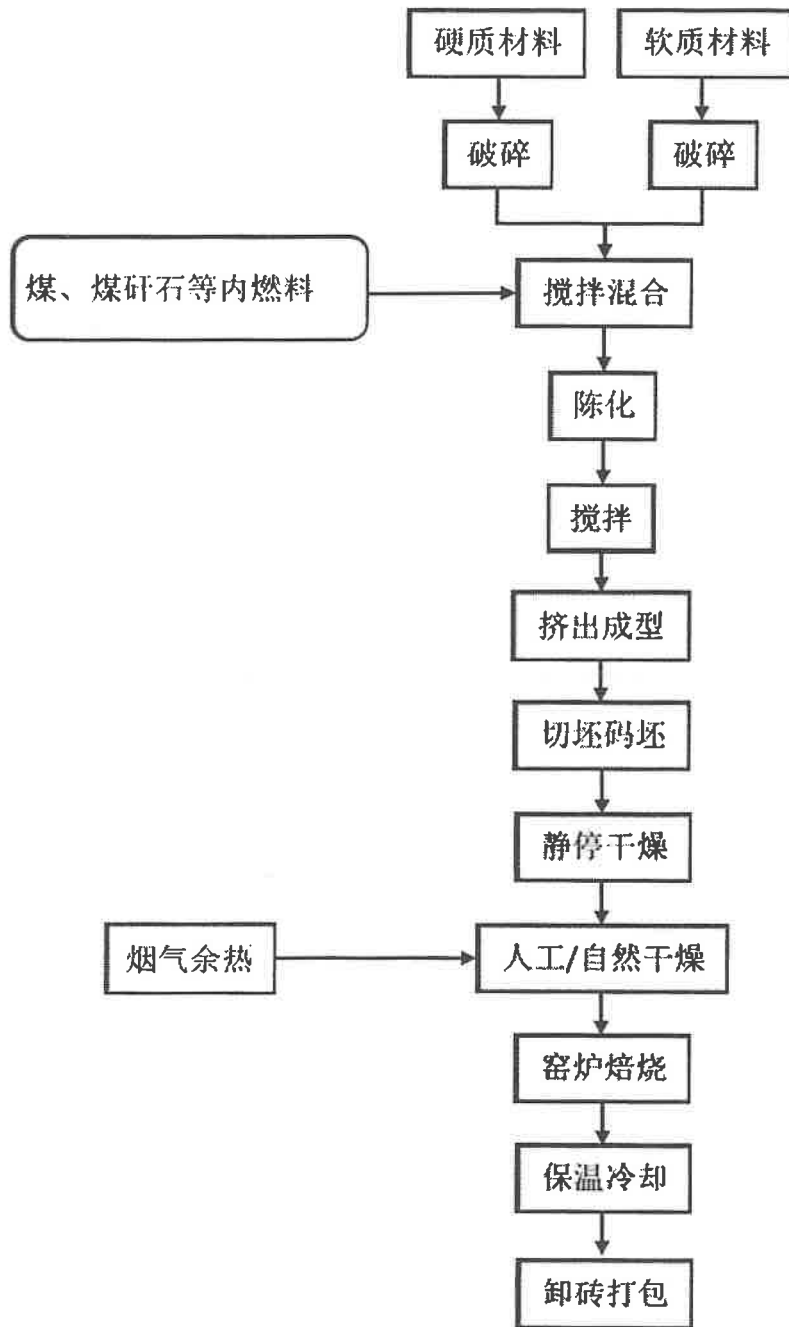 硬质材料
软质材料
破碎
破碎
煤、煤矸石等内燃料
搅拌混合
陈化
搅拌
挤出成型
切坯码坯
静停干燥
烟气余热
人工/自然干燥
窑炉焙烧
保温冷却
卸砖打包